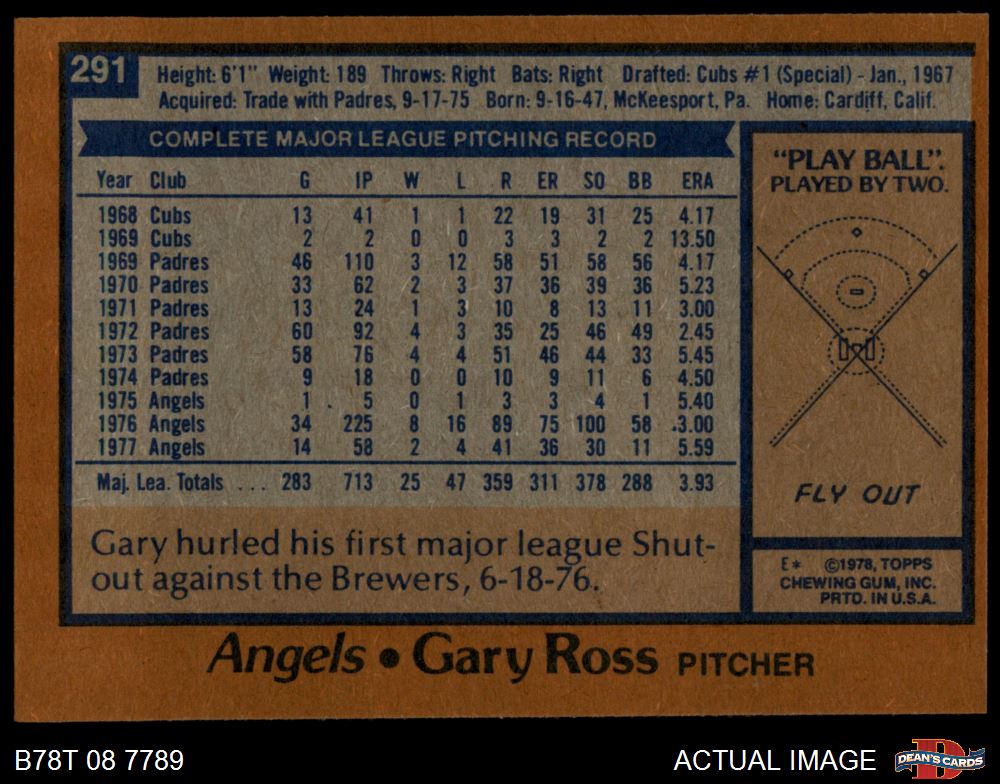 291
Height: 6'1" Weight: 189 Throws: Right Bats: Right Drafted: Cubs #1 (Special) - Jan., 1967
Acquired: Trade with Padres, 9-17-75 Born: 9-16-47, McKeesport, Pa. Home: Cardiff, Calif.
COMPLETE MAJOR LEAGUE PITCHING RECORD
Year Club G IP W L R ER SO BB ERA
1968 Cubs 13 41 1 1 22 19 31 25 4.17
1969 Cubs 2 2 0 0 3 3 2 2 13.50
1969 Padres 46 110 3 12 58 51 58 56 4.17
1970 Padres 33 62 2 3 37 36 39 36 5.23
1971 Padres 13 24 1 3 10 8 13 11 3.00
1972 Padres 60 92 4 3 35 25 46 49 2.45
1973 Padres 58 76 4 4 51 46 44 33 5.45
1974 Padres 9 18 0 0 10 9 11 6 4.50
1975 Angels 1 5 0 1 3 3 4 1 5.40
1976 Angels 34 225 8 16 89 75 100 58 3.00
1977 Angels 14 58 2 4 41 36 30 11 5.59
Maj. Lea. Totals ... 283 713 25 47 359 311 378 288 3.93
Gary hurled his first major league Shut-
out against the Brewers, 6-18-76.
"PLAY BALL".
PLAYED BY TWO.
FLY OUT
E* ©1978, TOPPS
CHEWING GUM, INC.
PRTD. IN U.S.A.
Angels • Gary Ross PITCHER
B78T 08 7789
ACTUAL IMAGE
D
DEAN'S CARDS